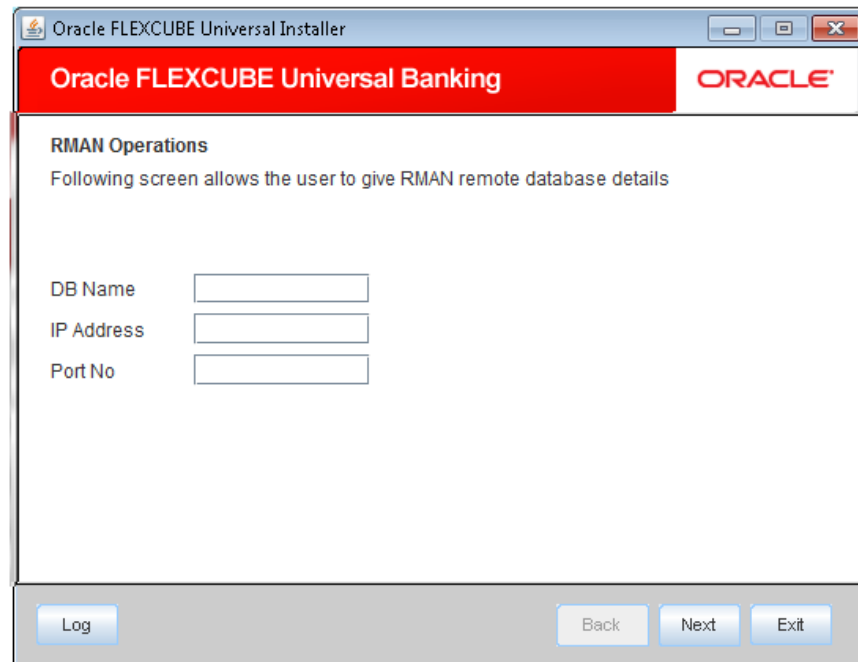 Oracle FLEXCUBE Universal Installer
Oracle FLEXCUBE Universal Banking
ORACLE®
RMAN Operations
Following screen allows the user to give RMAN remote database details
DB Name
IP Address
Port No
Log
Back
Next
Exit